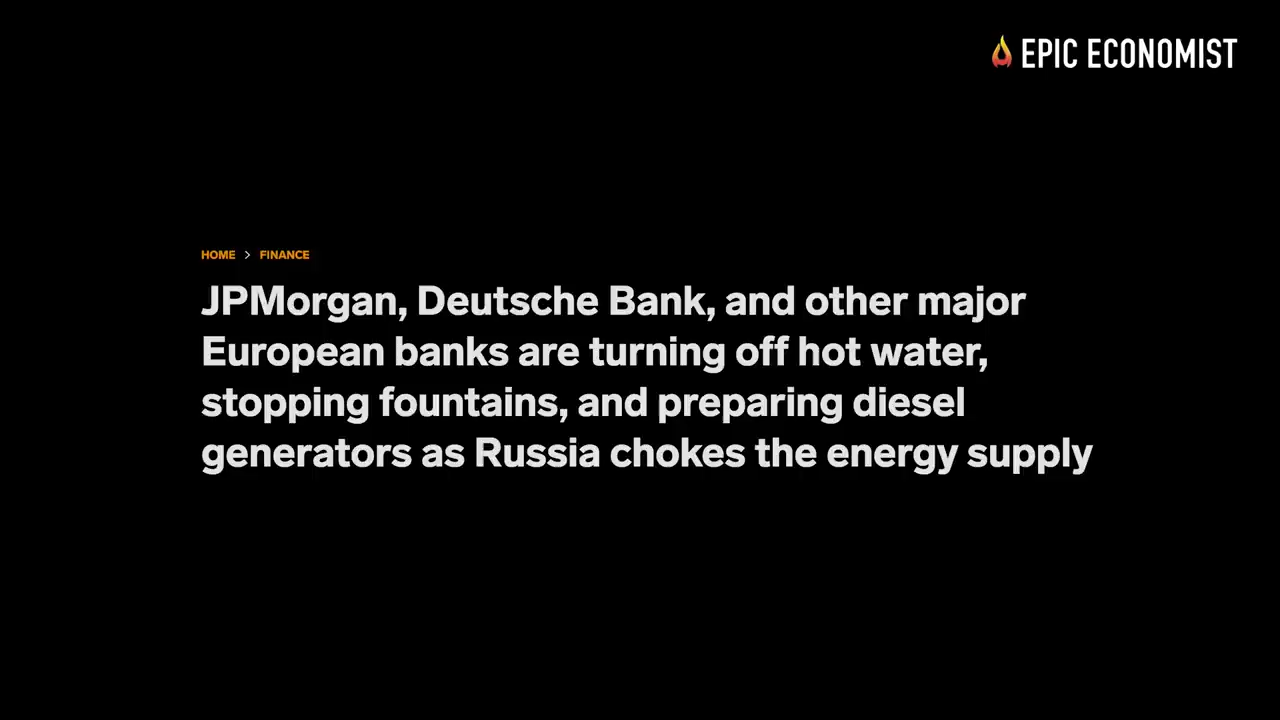 EPIC ECONOMIST
HOME > FINANCE
JPMorgan, Deutsche Bank, and other major
European banks are turning off hot water,
stopping fountains, and preparing diesel
generators as Russia chokes the energy supply